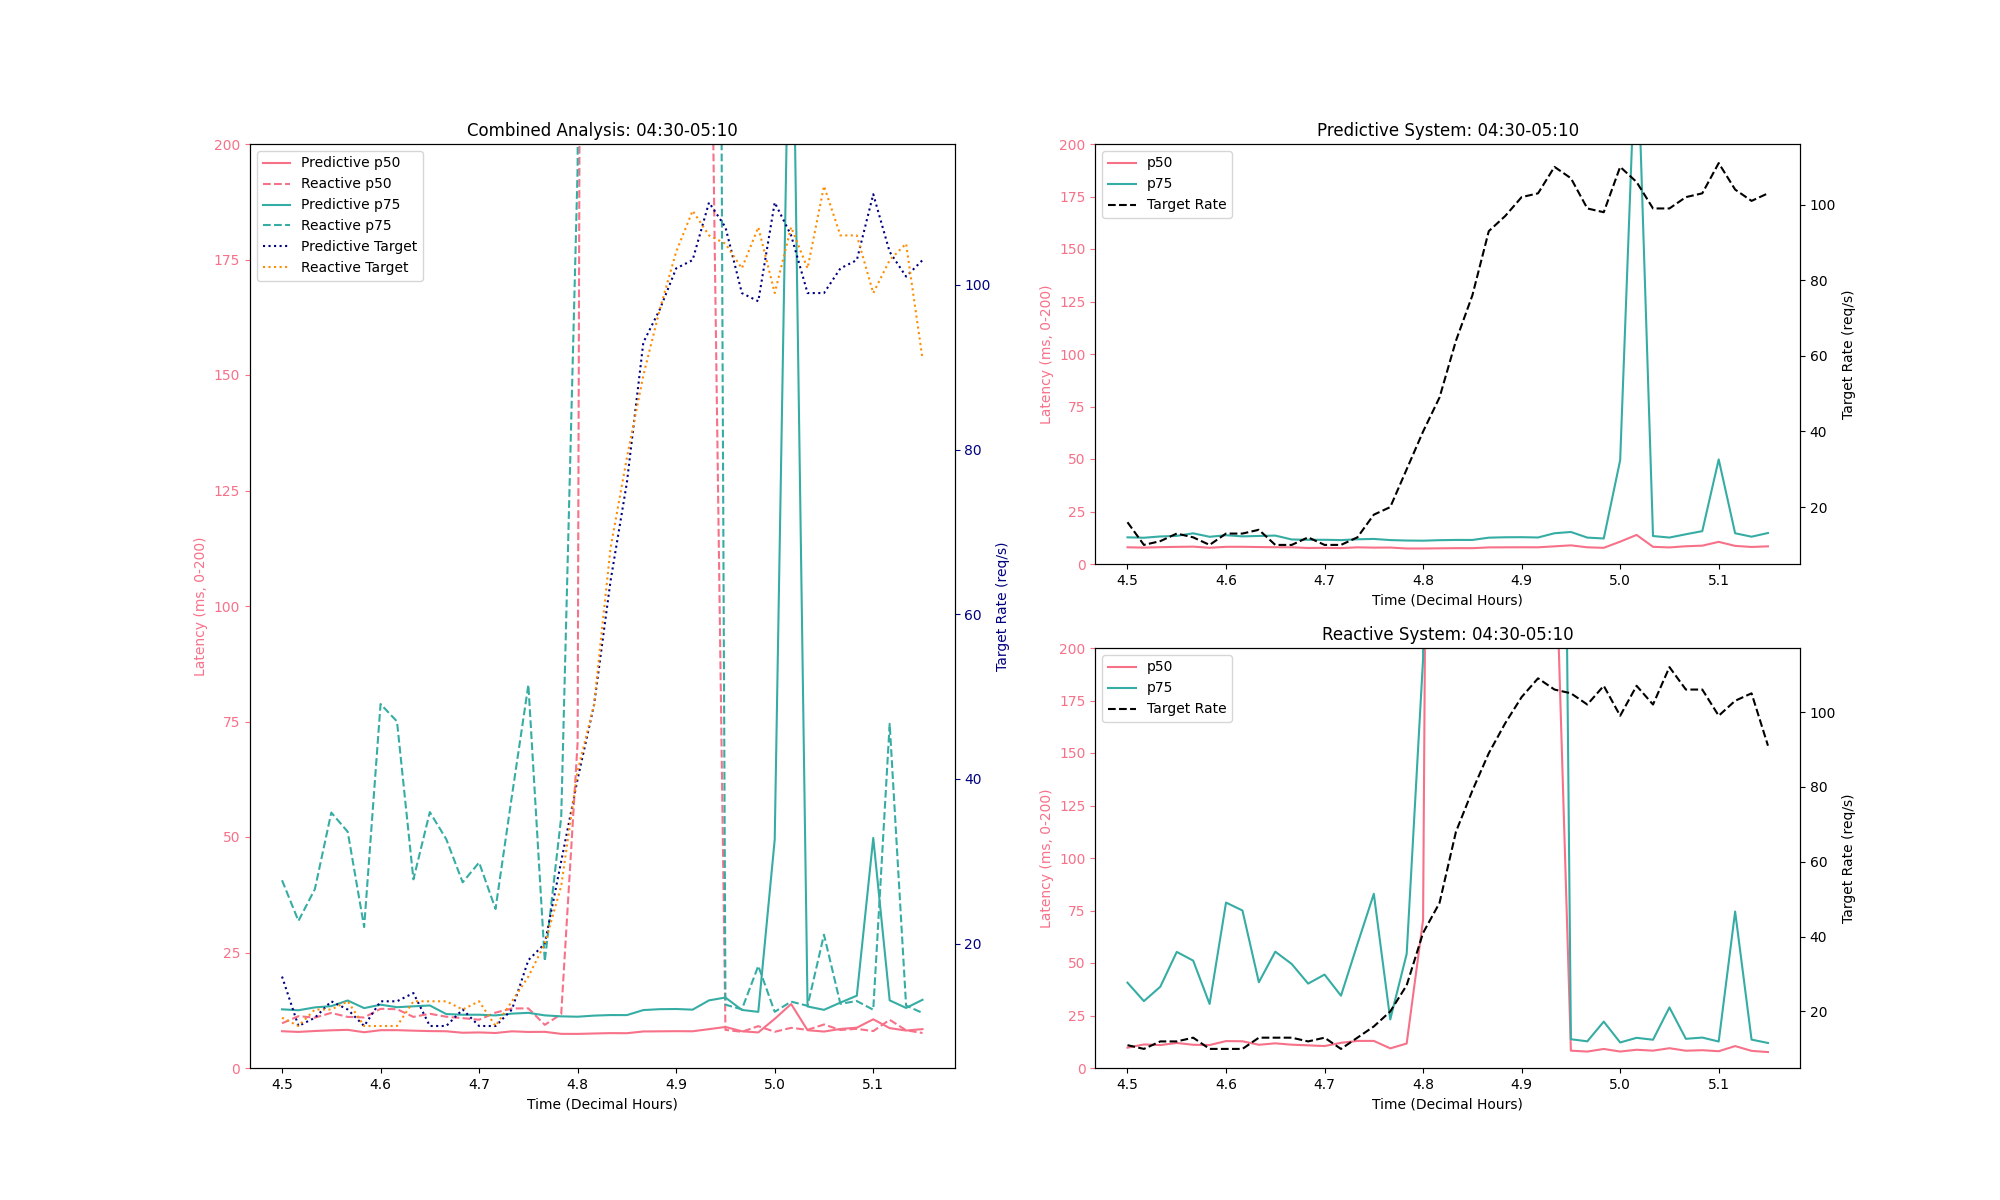 Combined Analysis: 04:30-05:10
Predictive p50
Reactive p50
Predictive p75
Reactive p75
Predictive Target
Reactive Target
200
175
150
125
100
75
50
25
0
Latency (ms, 0-200)
100
80
60
40
20
Target Rate (req/s)
4.5 4.6 4.7 4.8 4.9 5.0 5.1
Time (Decimal Hours)
Predictive System: 04:30-05:10
p50
p75
Target Rate
200
175
150
125
100
75
50
25
0
Latency (ms, 0-200)
100
80
60
40
20
Target Rate (req/s)
4.5 4.6 4.7 4.8 4.9 5.0 5.1
Time (Decimal Hours)
Reactive System: 04:30-05:10
p50
p75
Target Rate
200
175
150
125
100
75
50
25
0
Latency (ms, 0-200)
100
80
60
40
20
Target Rate (req/s)
4.5 4.6 4.7 4.8 4.9 5.0 5.1
Time (Decimal Hours)